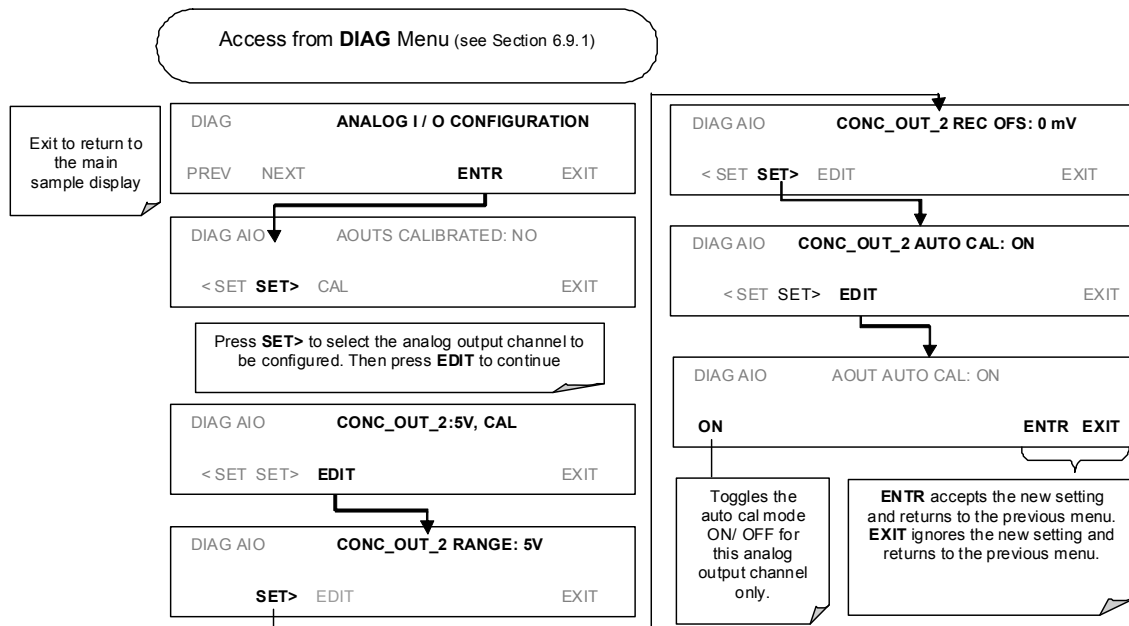 Access from DIAG Menu (see Section 6.9.1)
Exit to return to
the main
sample display
DIAG ANALOG I / O CONFIGURATION
PREV NEXT ENTR EXIT
DIAG AIO AOUTS CALIBRATED: NO
< SET SET> CAL EXIT
Press SET> to select the analog output channel to
be configured. Then press EDIT to continue
DIAG AIO CONC_OUT_2:5V, CAL
< SET SET> EDIT EXIT
DIAG AIO CONC_OUT_2 RANGE: 5V
SET> EDIT EXIT
DIAG AIO CONC_OUT_2 REC OFS: 0 mV
< SET SET> EDIT EXIT
DIAG AIO CONC_OUT_2 AUTO CAL: ON
< SET SET> EDIT EXIT
DIAG AIO AOUT AUTO CAL: ON
ON ENTR EXIT
Toggles the
auto cal mode
ON/ OFF for
this analog
output channel
only.
ENTR accepts the new setting
and returns to the previous menu.
EXIT ignores the new setting and
returns to the previous menu.